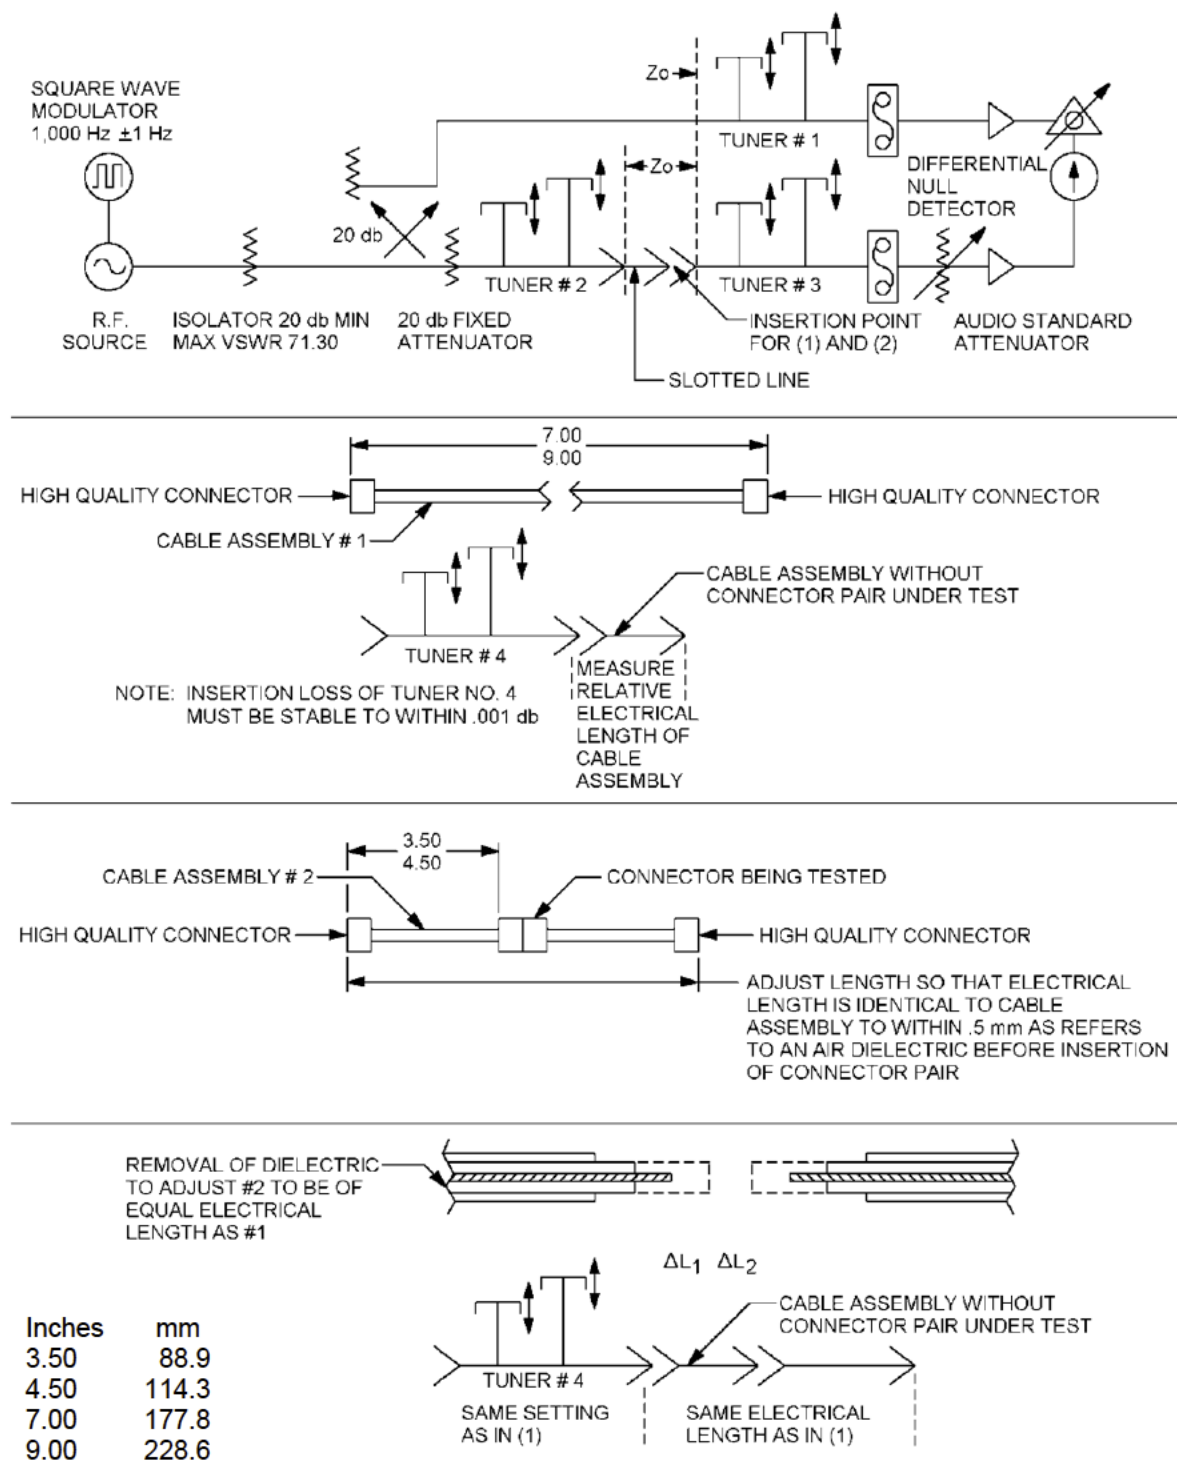 SQUARE WAVE
MODULATOR
1,000 Hz ±1 Hz
R.F.
SOURCE
ISOLATOR 20 db MIN
MAX VSWR 71.30
20 db
20 db FIXED
ATTENUATOR
TUNER # 2
Zo
Zo
TUNER # 1
TUNER # 3
DIFFERENTIAL
NULL
DETECTOR
INSERTION POINT
FOR (1) AND (2)
AUDIO STANDARD
ATTENUATOR
SLOTTED LINE
7.00
9.00
HIGH QUALITY CONNECTOR
HIGH QUALITY CONNECTOR
CABLE ASSEMBLY # 1
CABLE ASSEMBLY WITHOUT
CONNECTOR PAIR UNDER TEST
TUNER # 4
NOTE: INSERTION LOSS OF TUNER NO. 4
MUST BE STABLE TO WITHIN .001 db
MEASURE
RELATIVE
ELECTRICAL
LENGTH OF
CABLE
ASSEMBLY
3.50
4.50
CABLE ASSEMBLY # 2
CONNECTOR BEING TESTED
HIGH QUALITY CONNECTOR
HIGH QUALITY CONNECTOR
ADJUST LENGTH SO THAT ELECTRICAL
LENGTH IS IDENTICAL TO CABLE
ASSEMBLY TO WITHIN .5 mm AS REFERS
TO AN AIR DIELECTRIC BEFORE INSERTION
OF CONNECTOR PAIR
REMOVAL OF DIELECTRIC
TO ADJUST #2 TO BE OF
EQUAL ELECTRICAL
LENGTH AS #1
ΔL1 ΔL2
CABLE ASSEMBLY WITHOUT
CONNECTOR PAIR UNDER TEST
TUNER # 4
SAME SETTING
AS IN (1)
SAME ELECTRICAL
LENGTH AS IN (1)
Inches mm
3.50 88.9
4.50 114.3
7.00 177.8
9.00 228.6